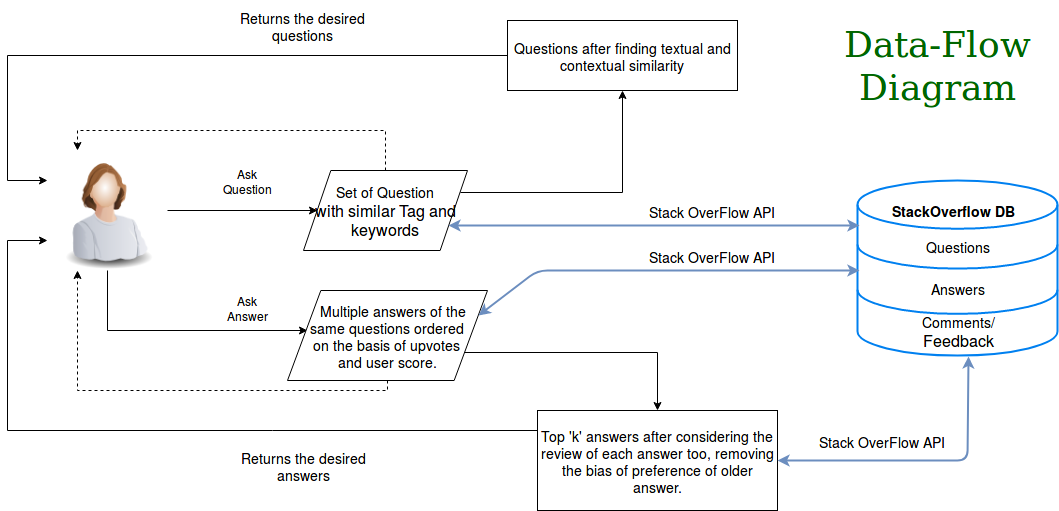 Returns the desired
questions
Questions after finding textual and
contextual similarity
Data-Flow
Diagram
Ask
Question
Set of Question
with similar Tag and
keywords
Stack OverFlow API
StackOverflow DB
Questions
Answers
Comments/
Feedback
Stack OverFlow API
Ask
Answer
Multiple answers of the
same questions ordered
on the basis of upvotes
and user score.
Top 'k' answers after considering the
review of each answer too, removing
the bias of preference of older
answer.
Stack OverFlow API
Returns the desired
answers